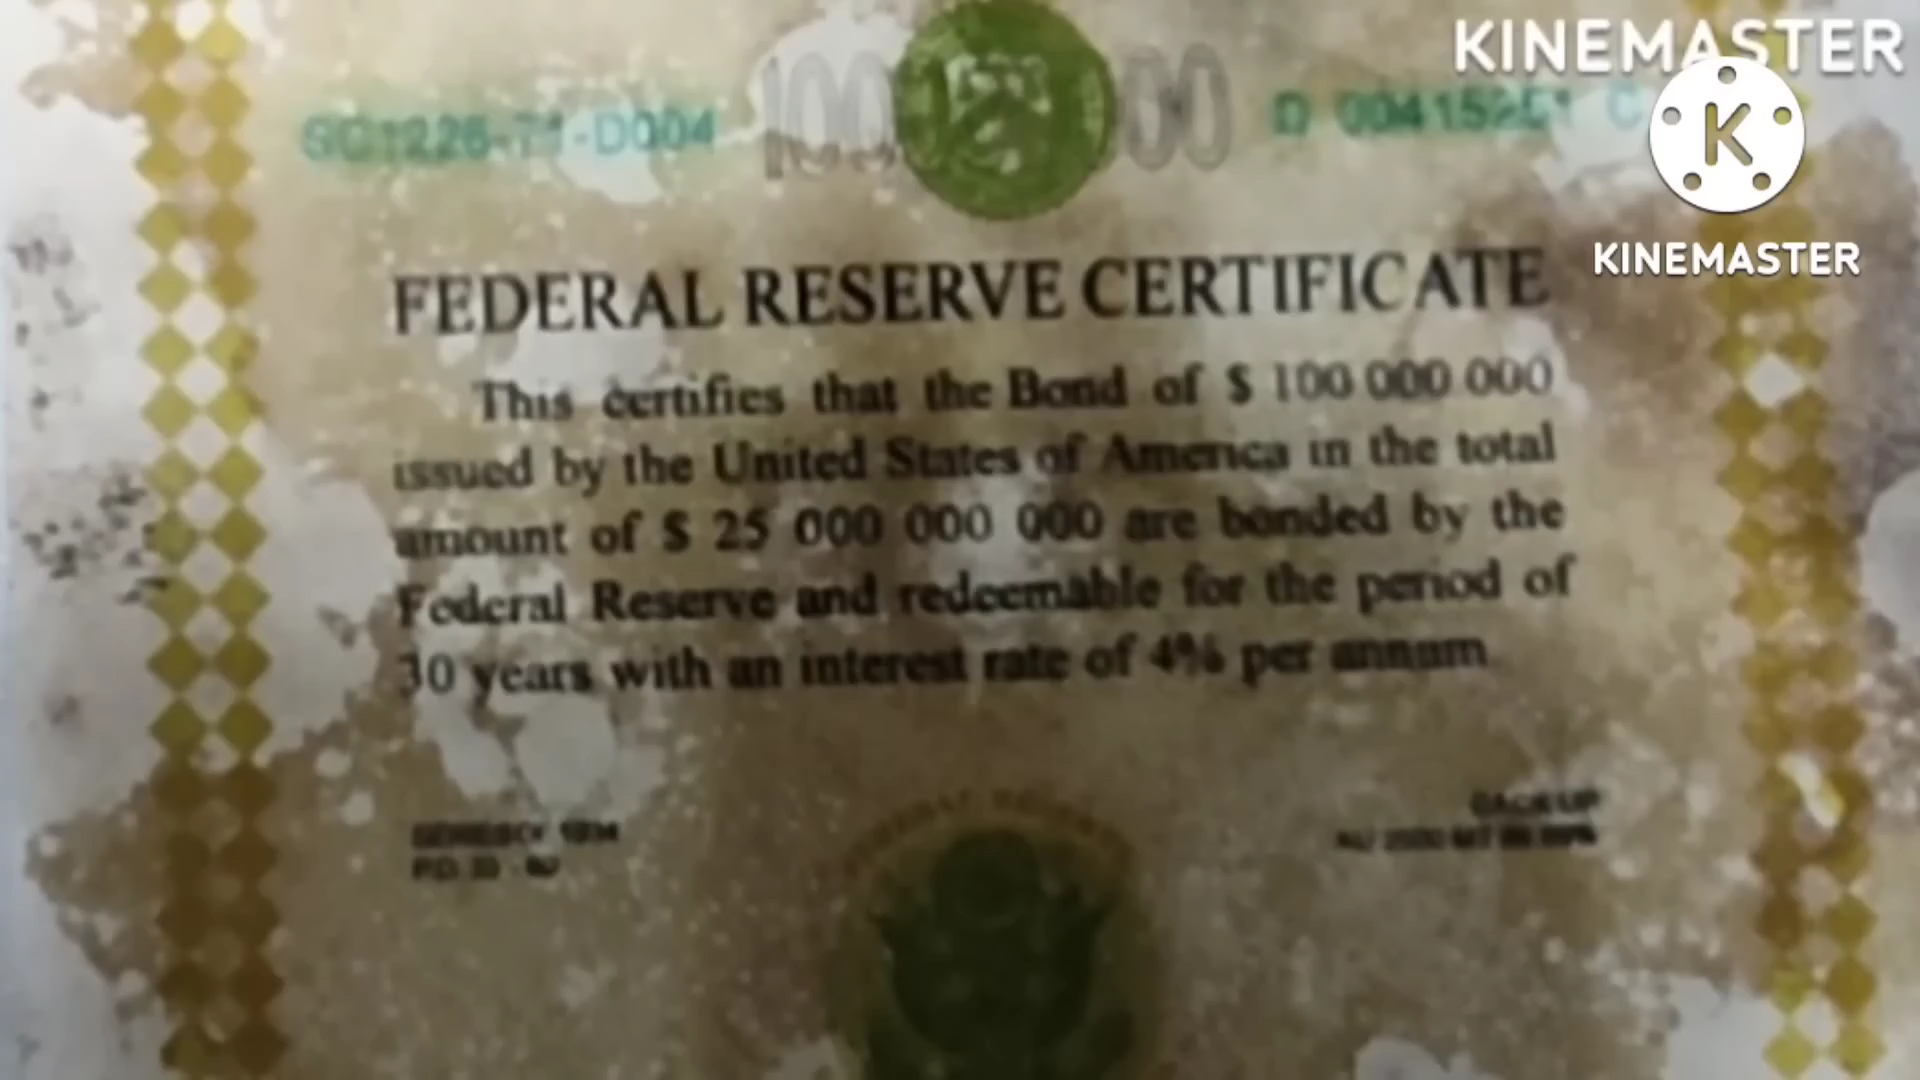 KINEMASTER
-D004
FEDERAL RESERVE CERTIFICATE
This certifies that the Bond of $ 100 000 000
issued by the United States of America in the total
amount of $ 25 000 000 000 are bonded by the
Federal Reserve and redeemable for the period of
30 years with an interest rate of 4% per annum
K
KINEMASTER